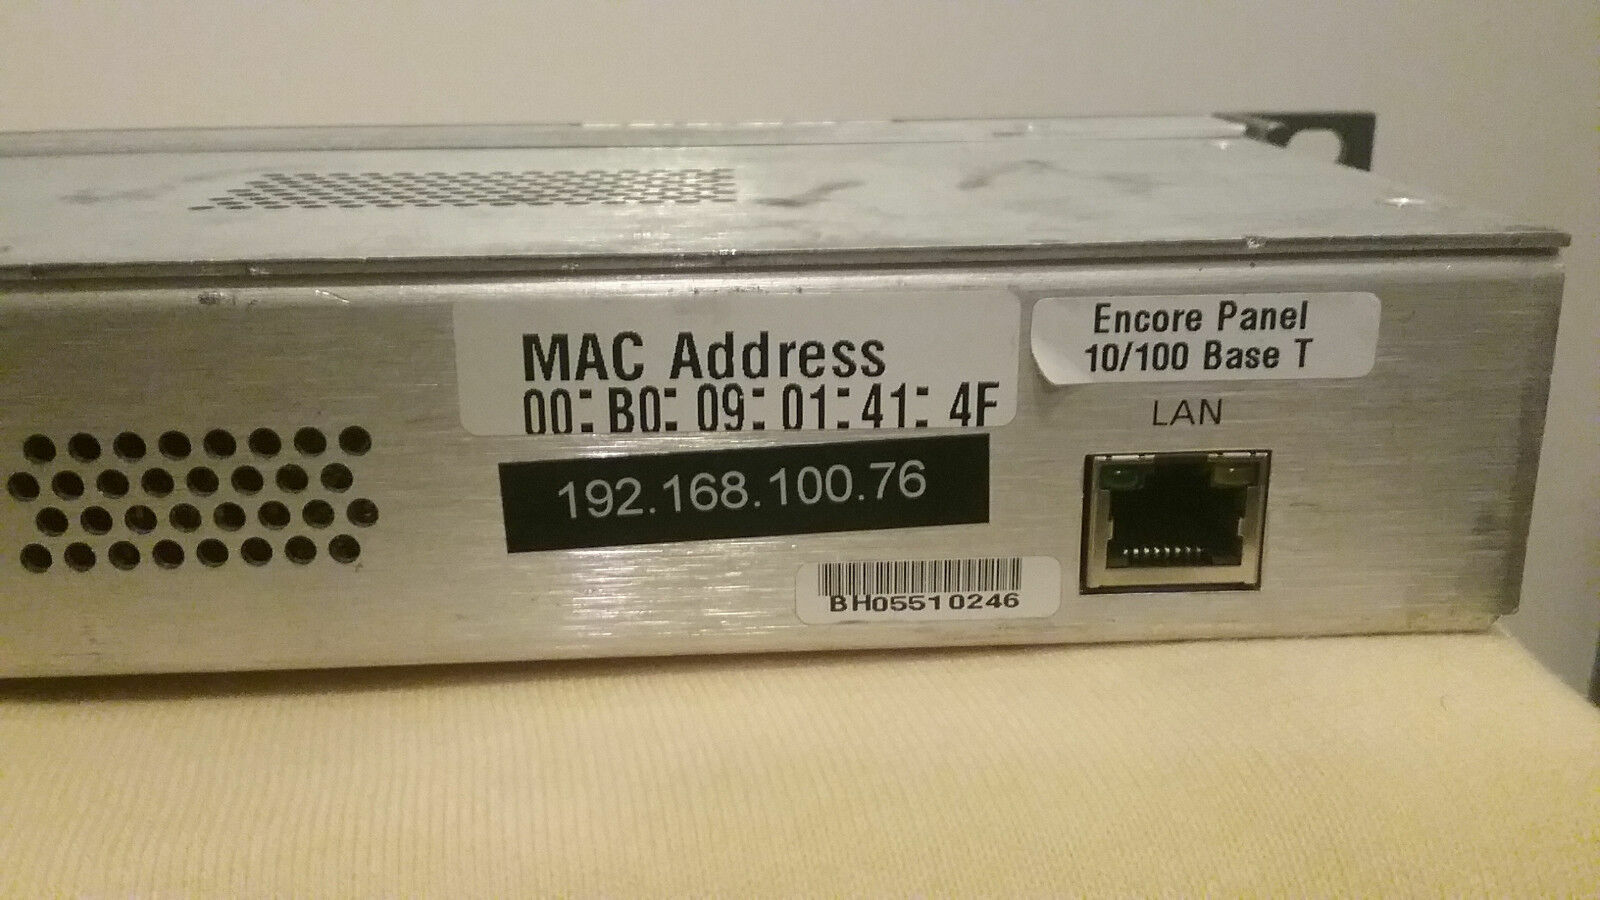 MAC Address
00:B0:09:01:41:4F
Encore Panel
10/100 Base T
LAN
192.168.100.76
BH05510246